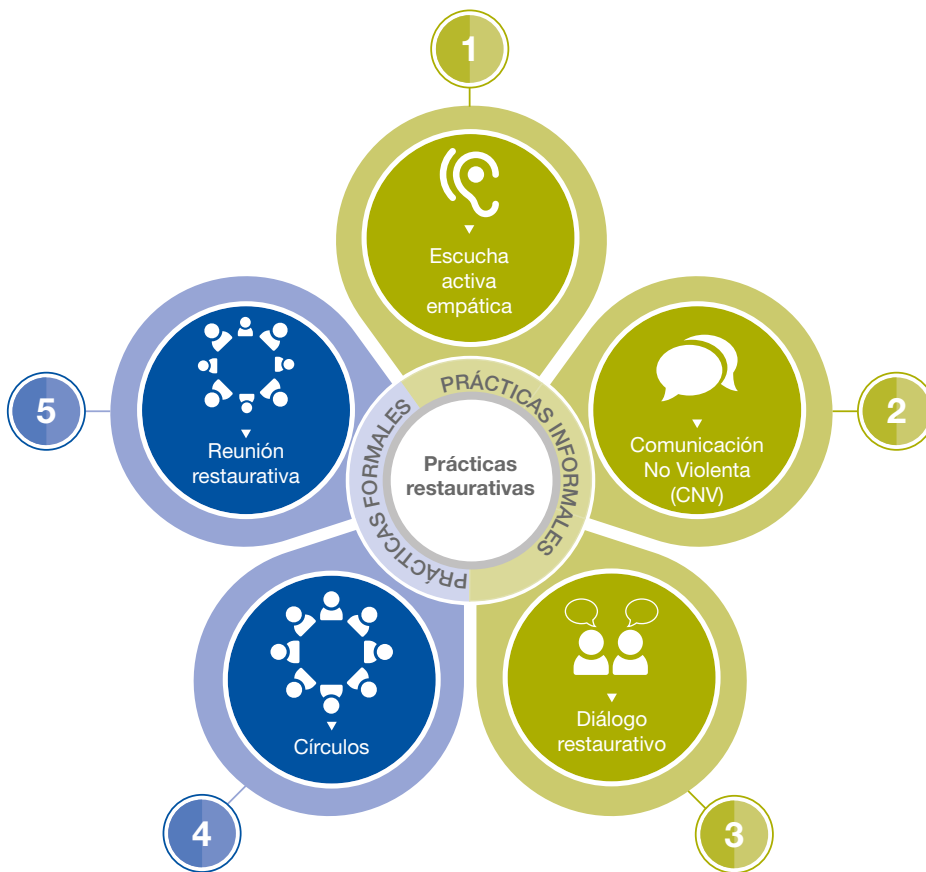 1
Escucha
activa
empática
2
Comunicación
No Violenta
(CNV)
3
Diálogo
restaurativo
4
Círculos
5
Reunión
restaurativa
PRÁCTICAS INFORMALES
PRÁCTICAS FORMALES
Prácticas
restaurativas